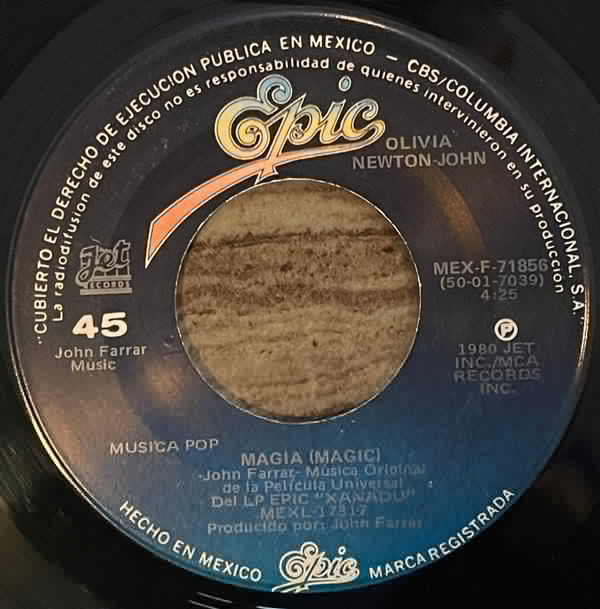 "CUBIERTO EL DERECHO DE EJECUCION PUBLICA EN MEXICO – CBS/COLUMBIA INTERNACIONAL, S.A."
La radiodifusion de este disco no es responsabilidad de quienes intervinieron en su produccion
Epic
OLIVIA
NEWTON-JOHN
Jet
RECORDS
45
John Farrar
Music
MEX-F-71856
(50-01-7039)
4:25
P
1980 JET
INC./MCA
RECORDS
INC.
MUSICA POP
MAGIA (MAGIC)
-John Farrar- Música Original
de la Película Universal
Del LP EPIC "XANADU"
MEXL-17317
Producido por: John Farrar
HECHO EN MEXICO Epic MARCA REGISTRADA